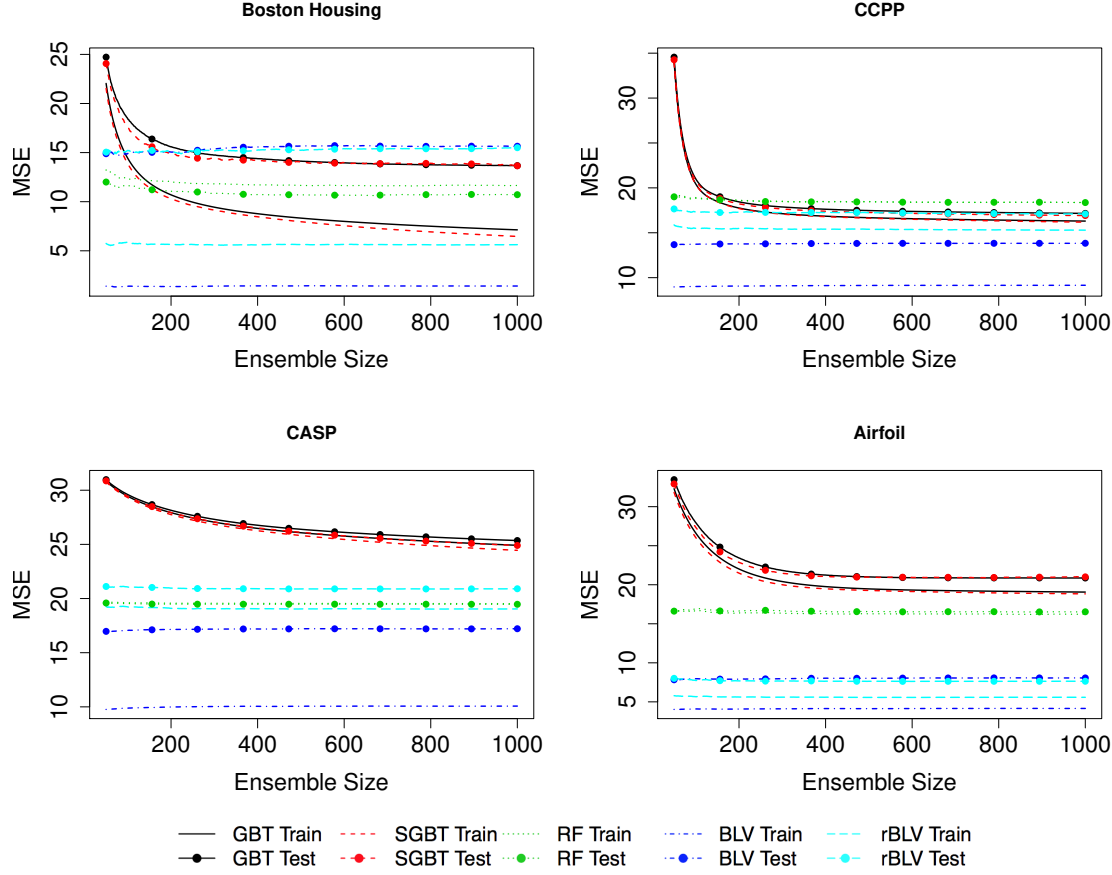 Boston Housing
MSE
5 10 15 20 25
200 400 600 800 1000
Ensemble Size
CCPP
MSE
10 20 30
200 400 600 800 1000
Ensemble Size
CASP
MSE
10 15 20 25 30
200 400 600 800 1000
Ensemble Size
Airfoil
MSE
5 10 20 30
200 400 600 800 1000
Ensemble Size
GBT Train SGBT Train RF Train BLV Train rBLV Train
GBT Test SGBT Test RF Test BLV Test rBLV Test